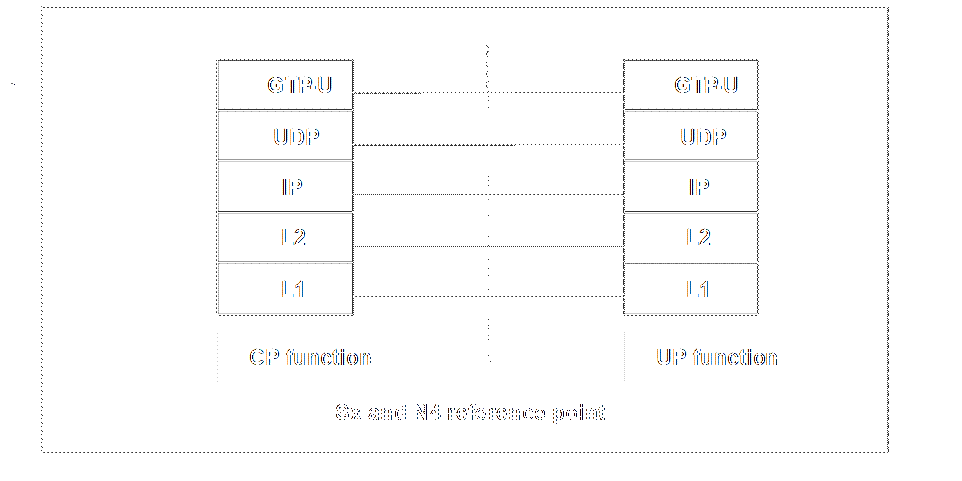 GTP-U GTP-U
UDP UDP
IP IP
L2 L2
L1 L1
CP function UP function
Sx and N4 reference point